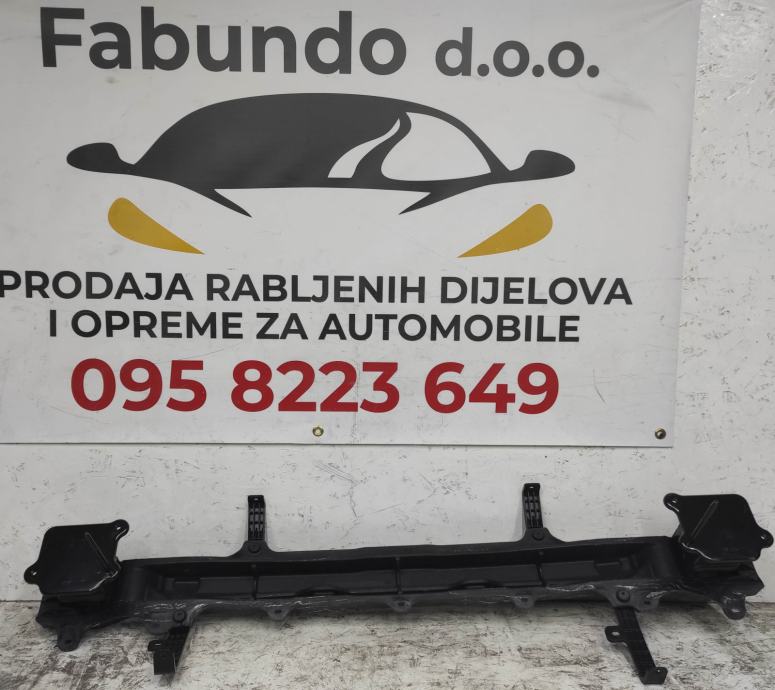 Fabundo d.o.o.
PRODAJA RABLJENIH DIJELOVA
I OPREME ZA AUTOMOBILE
095 8223 649